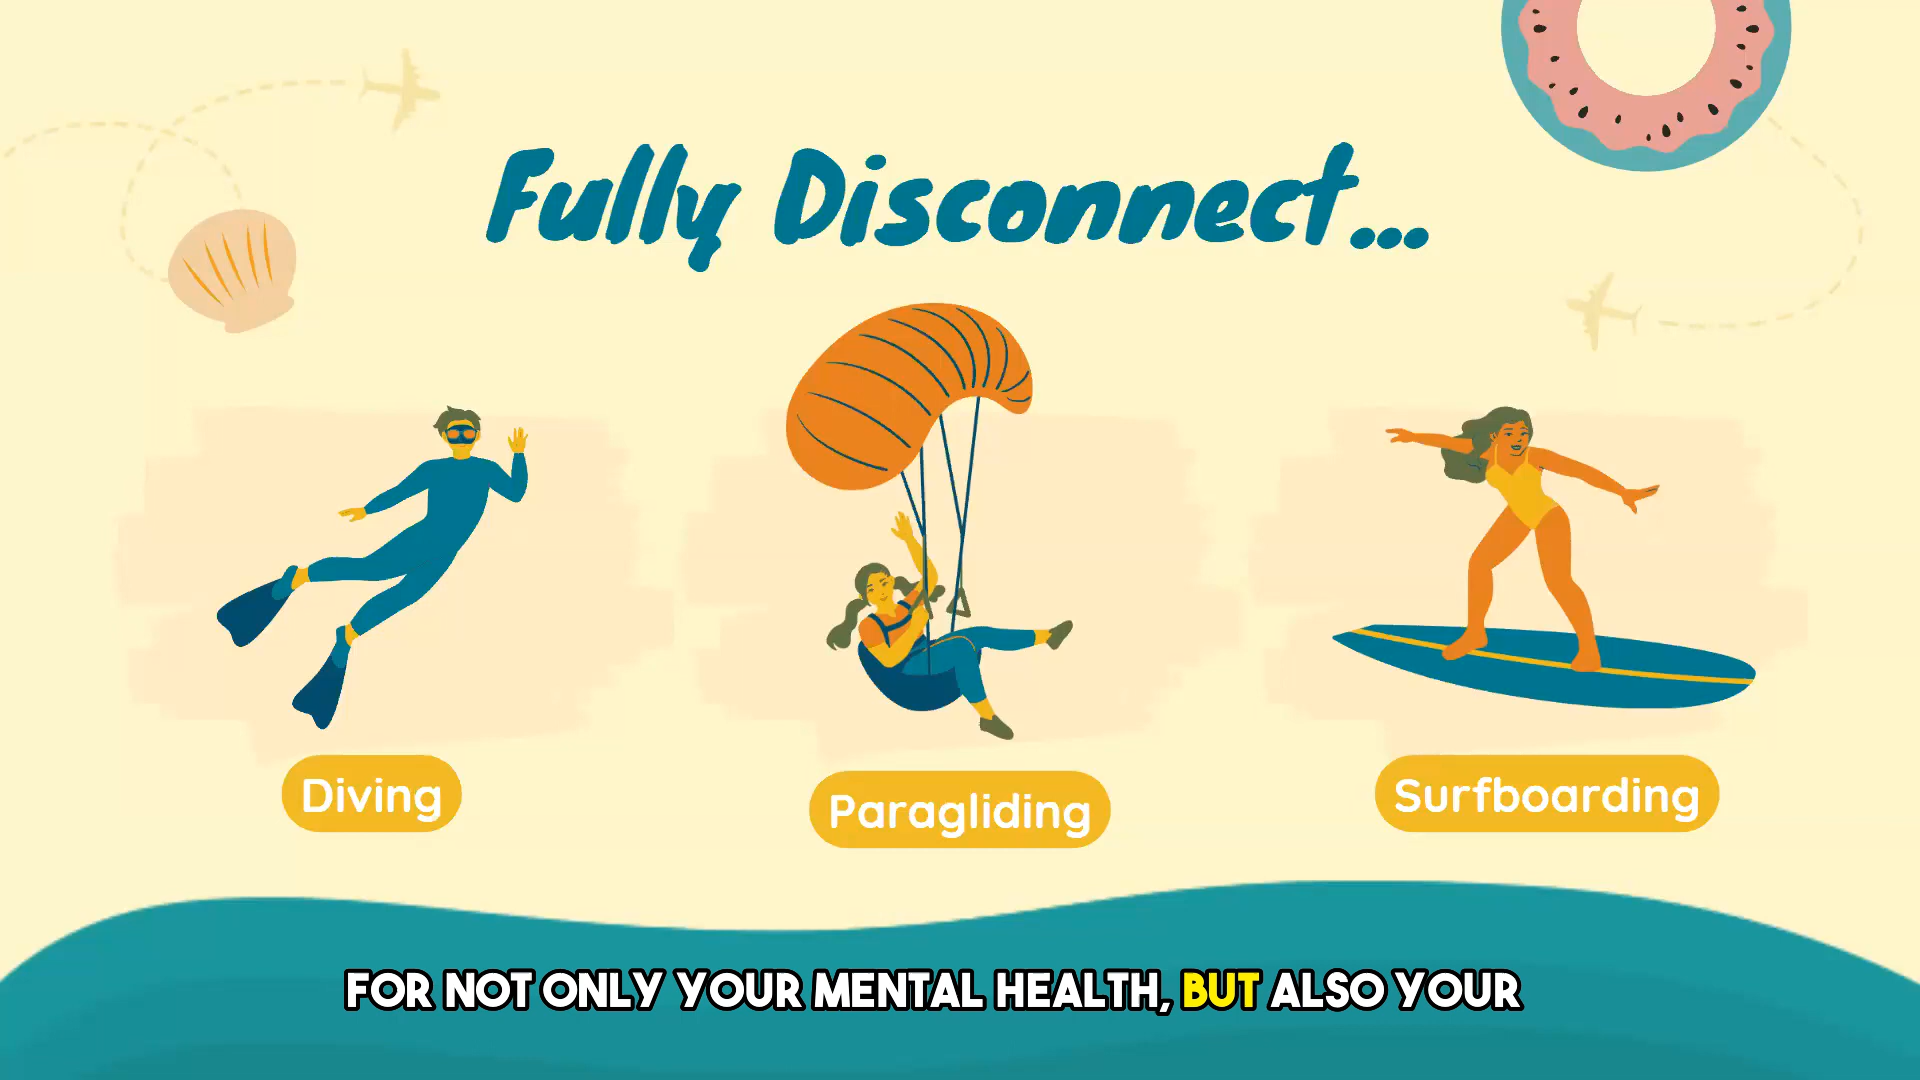 Fully Disconnect...
Diving
Paragliding
Surfboarding
FOR NOT ONLY YOUR MENTAL HEALTH, BUT ALSO YOUR